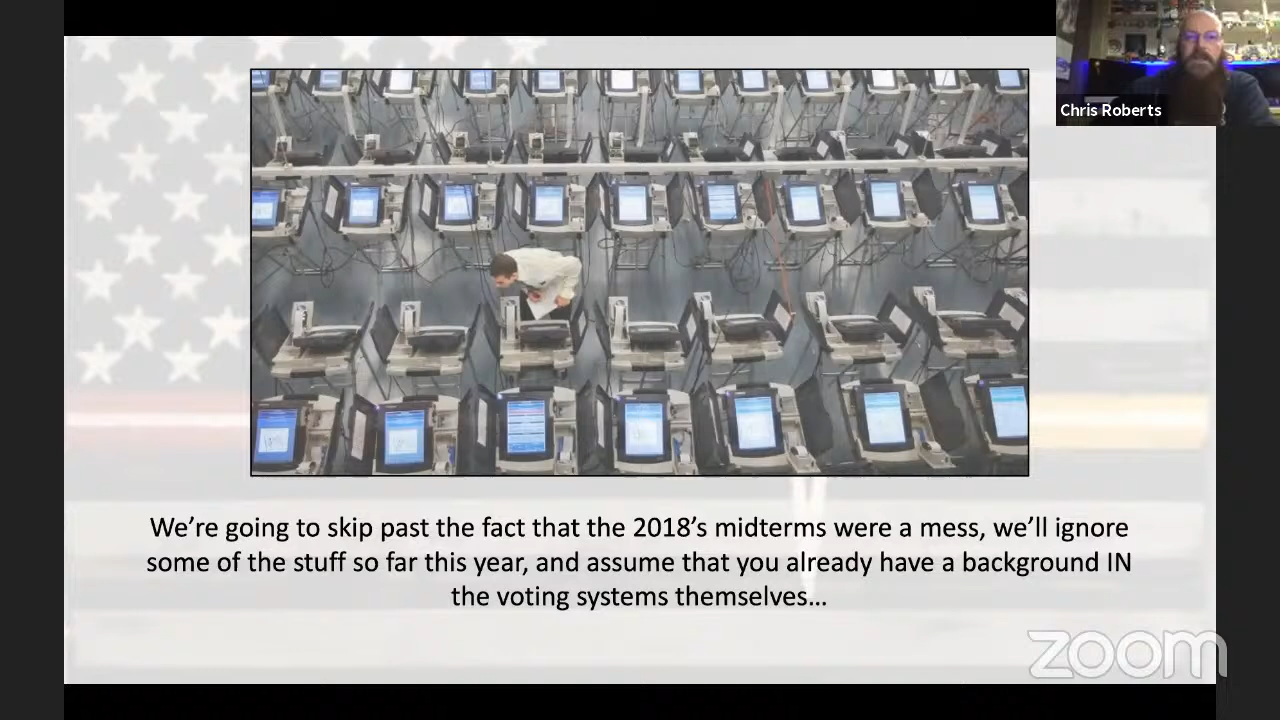 Chris Roberts
We’re going to skip past the fact that the 2018’s midterms were a mess, we’ll ignore
some of the stuff so far this year, and assume that you already have a background IN
the voting systems themselves...
zoom